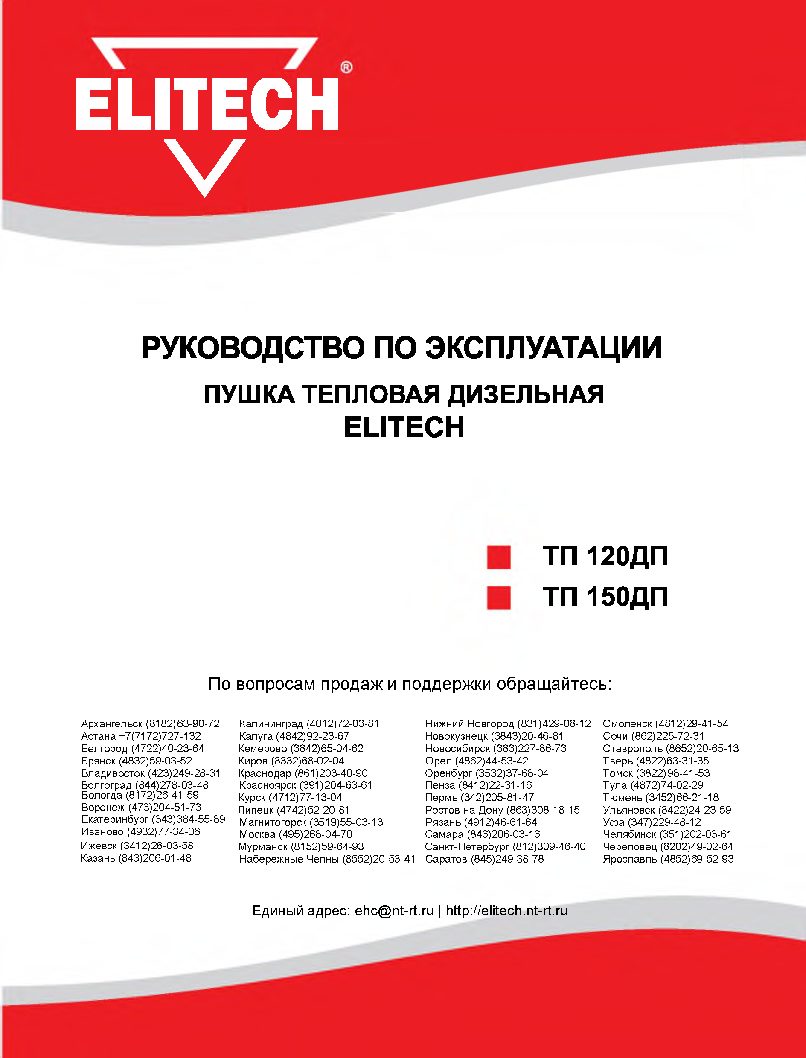 ELITECH®
РУКОВОДСТВО ПО ЭКСПЛУАТАЦИИ
ПУШКА ТЕПЛОВАЯ ДИЗЕЛЬНАЯ
ELITECH
ТП 120ДП
ТП 150ДП
По вопросам продаж и поддержки обращайтесь:
Архангельск (8182)63-90-72
Астана +7(7172)727-132
Белгород (4722)40-23-64
Брянск (4832)59-03-52
Владивосток (423)249-28-31
Волгоград (844)278-03-48
Вологда (8172)26-41-59
Воронеж (473)204-51-73
Екатеринбург (343)384-55-89
Иваново (4932)77-34-06
Ижевск (3412)26-03-58
Казань (843)206-01-48
Калининград (4012)72-03-81
Калуга (4842)92-23-67
Кемерово (3842)65-04-62
Киров (8332)68-02-04
Краснодар (861)203-40-90
Красноярск (391)204-63-61
Курск (4712)77-13-04
Липецк (4742)52-20-81
Магнитогорск (3519)55-03-13
Москва (495)268-04-70
Мурманск (8152)59-64-93
Набережные Челны (8552)20-53-41
Нижний Новгород (831)429-08-12
Новокузнецк (3843)20-46-81
Новосибирск (383)227-86-73
Орел (4862)44-53-42
Оренбург (3532)37-68-04
Пенза (8412)22-31-16
Пермь (342)205-81-47
Ростов-на-Дону (863)308-18-15
Рязань (4912)46-61-64
Самара (846)206-03-16
Санкт-Петербург (812)309-46-40
Саратов (845)249-38-78
Смоленск (4812)29-41-54
Сочи (862)225-72-31
Ставрополь (8652)20-65-13
Тверь (4822)63-31-35
Томск (3822)98-41-53
Тула (4872)74-02-29
Тюмень (3452)66-21-18
Ульяновск (8422)24-23-59
Уфа (347)229-48-12
Челябинск (351)202-03-61
Череповец (8202)49-02-64
Ярославль (4852)69-52-93
Единый адрес: ehc@nt-rt.ru | http://elitech.nt-rt.ru